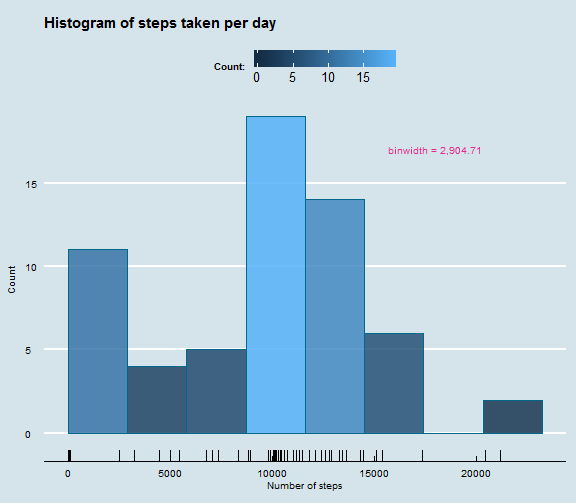 Histogram of steps taken per day
Count:
0 5 10 15
binwidth = 2,904.71
15
10
5
0
Count
0 5000 10000 15000 20000
Number of steps